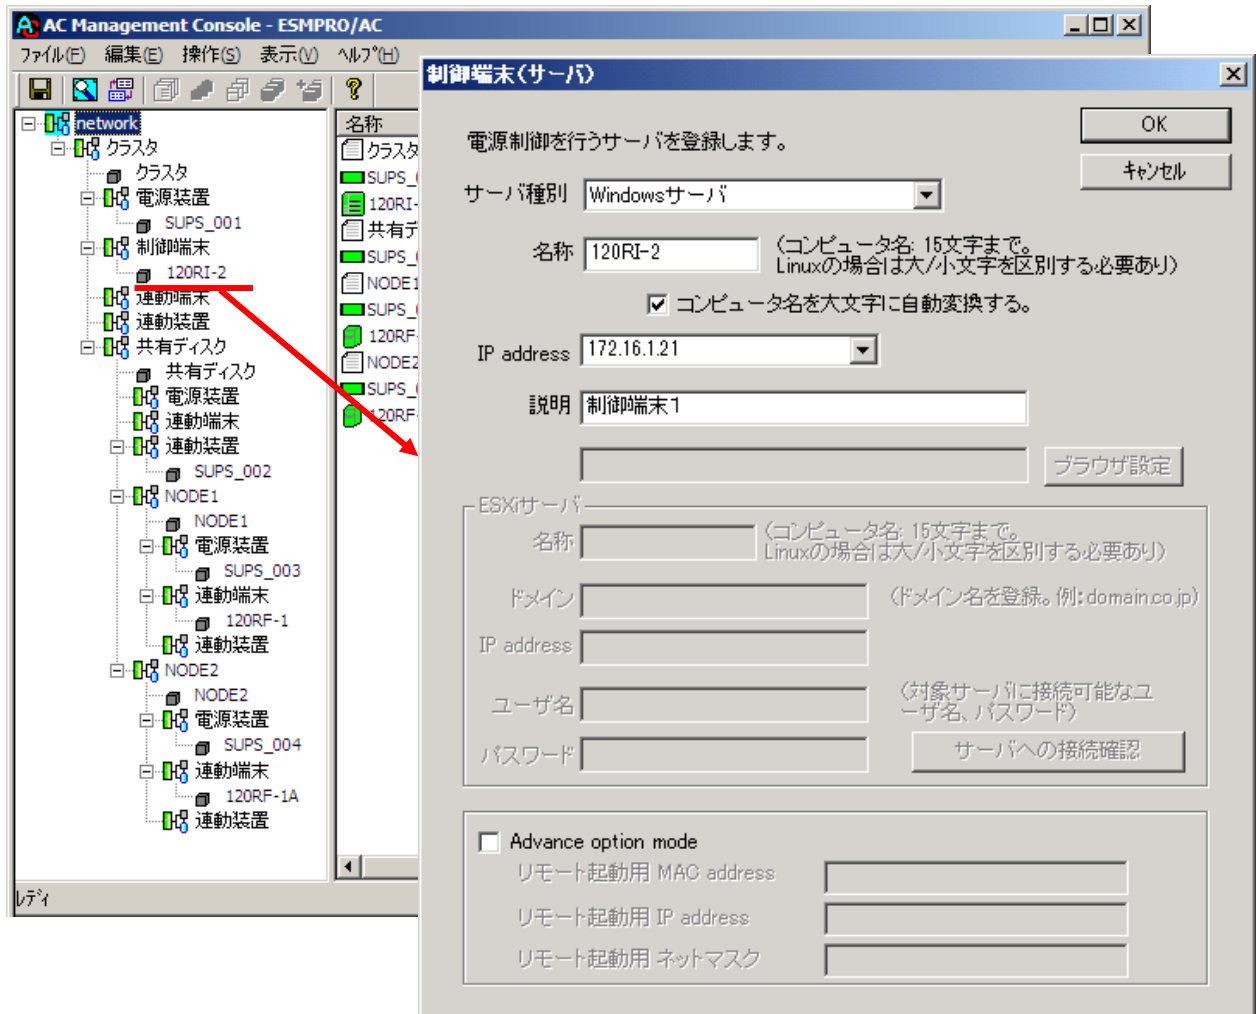 AC Management Console - ESMPRO/AC
ファイル(F) 編集(E) 操作(S) 表示(V) ヘルプ(H)
network
クラスタ
クラスタ
電源装置
SUPS_001
制御端末
120RI-2
連動端末
連動装置
共有ディスク
共有ディスク
電源装置
連動端末
連動装置
SUPS_002
NODE1
NODE1
電源装置
SUPS_003
連動端末
120RF-1
連動装置
NODE2
NODE2
電源装置
SUPS_004
連動端末
120RF-1A
連動装置
名称
クラスタ
SUPS_
120RI-
共有デ
SUPS_
NODE1
SUPS_
120RF-
NODE2
SUPS_
120RF-
レディ
制御端末(サーバ)
電源制御を行うサーバを登録します。
OK
キャンセル
サーバ種別 Windowsサーバ
名称 120RI-2 (コンピュータ名: 15文字まで。
Linuxの場合は大/小文字を区別する必要あり)
コンピュータ名を大文字に自動変換する。
IP address 172.16.1.21
説明 制御端末1
ブラウザ設定
ESXiサーバ
名称 (コンピュータ名: 15文字まで。
Linuxの場合は大/小文字を区別する必要あり)
ドメイン (ドメイン名を登録。例: domain.co.jp)
IP address
ユーザ名 (対象サーバに接続可能なユ
ーザ名、パスワード)
パスワード サーバへの接続確認
Advance option mode
リモート起動用 MAC address
リモート起動用 IP address
リモート起動用 ネットマスク